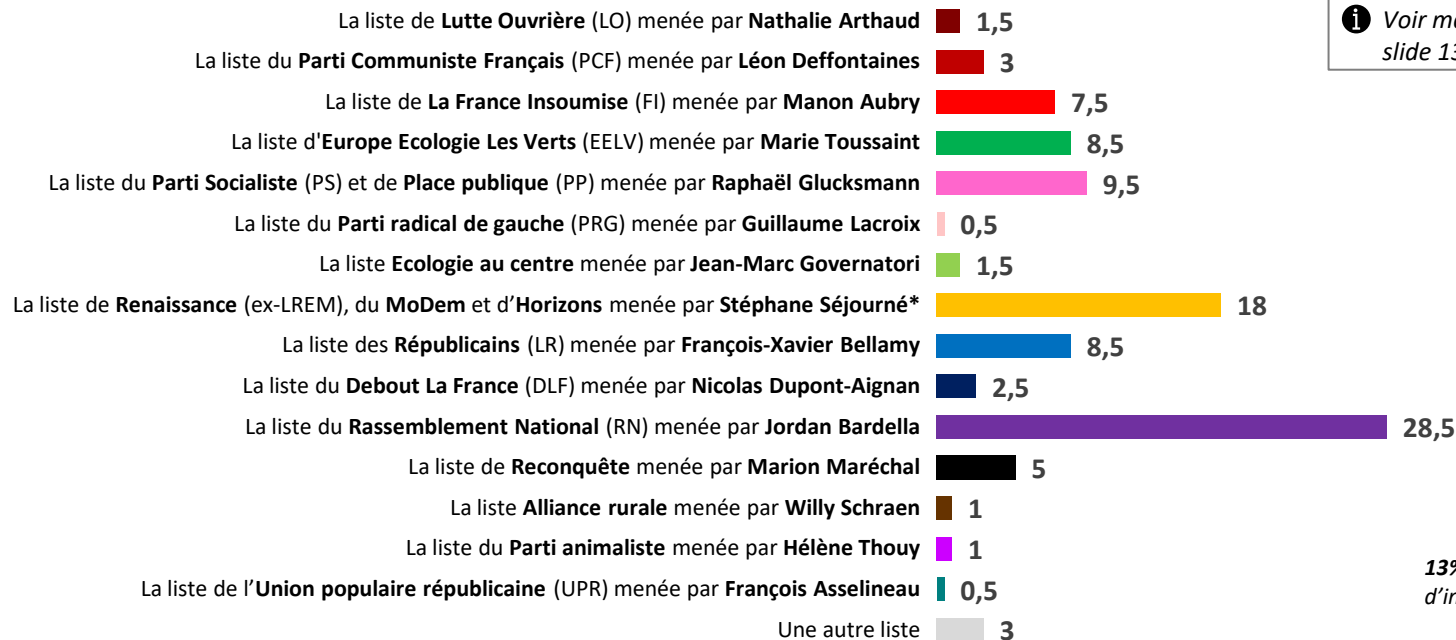 La liste de Lutte Ouvrière (LO) menée par Nathalie Arthaud 1,5
Voir
slide 13
La liste du Parti Communiste Français (PCF) menée par Léon Deffontaines 3
La liste de La France Insoumise (FI) menée par Manon Aubry 7,5
La liste d'Europe Ecologie Les Verts (EELV) menée par Marie Toussaint 8,5
La liste du Parti Socialiste (PS) et de Place publique (PP) menée par Raphaël Glucksmann 9,5
La liste du Parti radical de gauche (PRG) menée par Guillaume Lacroix 0,5
La liste Ecologie au centre menée par Jean-Marc Governatori 1,5
La liste de Renaissance (ex-LREM), du MoDem et d’Horizons menée par Stéphane Séjourné* 18
La liste des Républicains (LR) menée par François-Xavier Bellamy 8,5
La liste du Debout La France (DLF) menée par Nicolas Dupont-Aignan 2,5
La liste du Rassemblement National (RN) menée par Jordan Bardella 28,5
La liste de Reconquête menée par Marion Maréchal 5
La liste Alliance rurale menée par Willy Schraen 1
La liste du Parti animaliste menée par Hélène Thouy 1
13%
La liste de l’Union populaire républicaine (UPR) menée par François Asselineau 0,5
Une autre liste 3